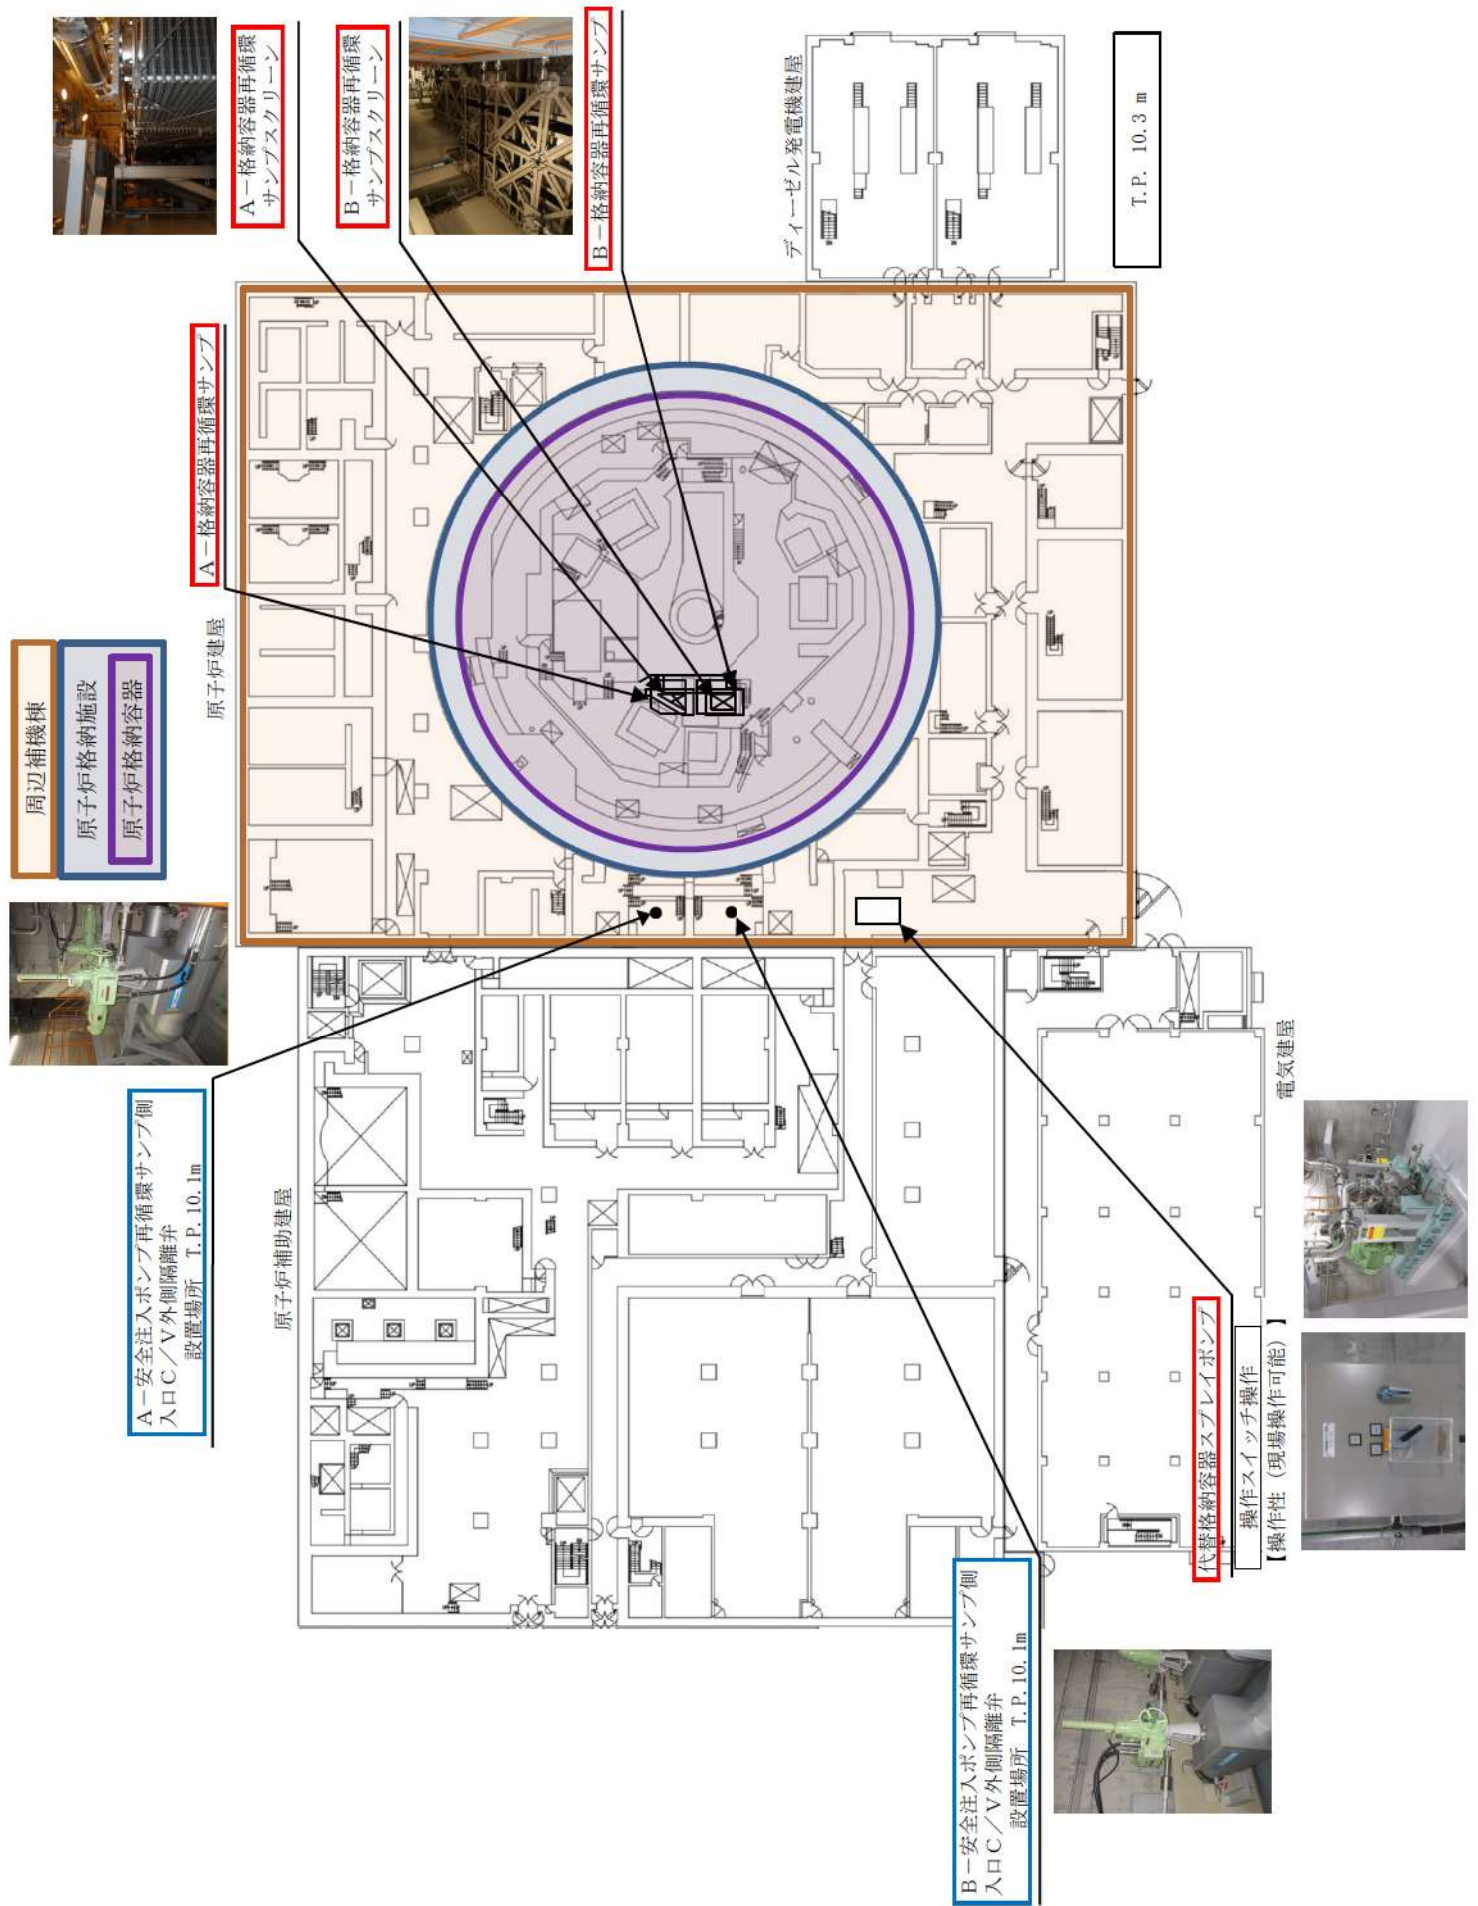 周辺補機棟
原子炉格納施設
原子炉格納容器
A－格納容器再循環
サンプスクリーン
B－格納容器再循環
サンプスクリーン
B－格納容器再循環サンプ
A－格納容器再循環サンプ
原子炉建屋
ディーゼル発電機建屋
T.P. 10.3 m
A－安全注入ポンプ再循環サンプ側
入口C／V外側隔離弁
設置場所 T.P.10.1m
原子炉補助建屋
電気建屋
B－安全注入ポンプ再循環サンプ側
入口C／V外側隔離弁
設置場所 T.P.10.1m
代替格納容器スプレイポンプ
操作スイッチ操作
【操作性（現場操作可能）】